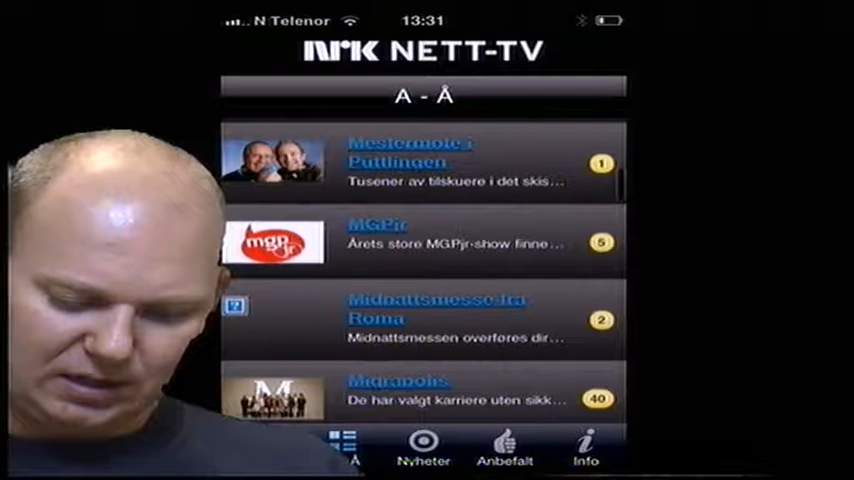 N Telenor 13:31
NRK NETT-TV
A - Å
Mestermøte i
Püttlingen
1
Tusener av tilskuere i det skis...
mgp jr
MGPjr
5
Årets store MGPjr-show finne...
?
Midnattsmesse fra
Roma
2
Midnattsmessen overføres dir...
M
Migrapolis
40
De har valgt karriere uten sikk...
Å Nyheter Anbefalt Info